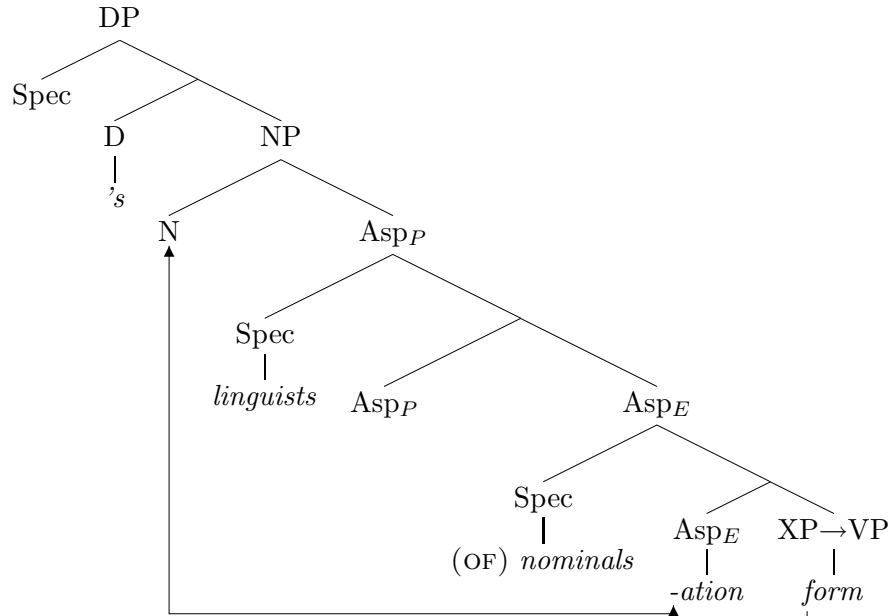 DP
Spec
D NP
's
N Asp_P
Spec
linguists Asp_P Asp_E
Spec
Asp_E XP→VP
(OF) nominals
-ation form